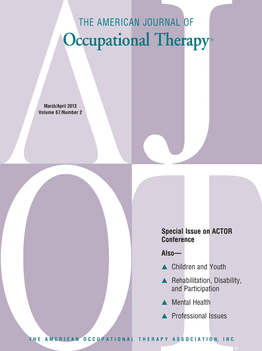 THE AMERICAN JOURNAL OF
Occupational Therapy®
March/April 2013
Volume 67/Number 2
A J
O T
Special Issue on ACTOR
Conference
Also—
▲ Children and Youth
▲ Rehabilitation, Disability,
and Participation
▲ Mental Health
▲ Professional Issues
THE AMERICAN OCCUPATIONAL THERAPY ASSOCIATION, INC.